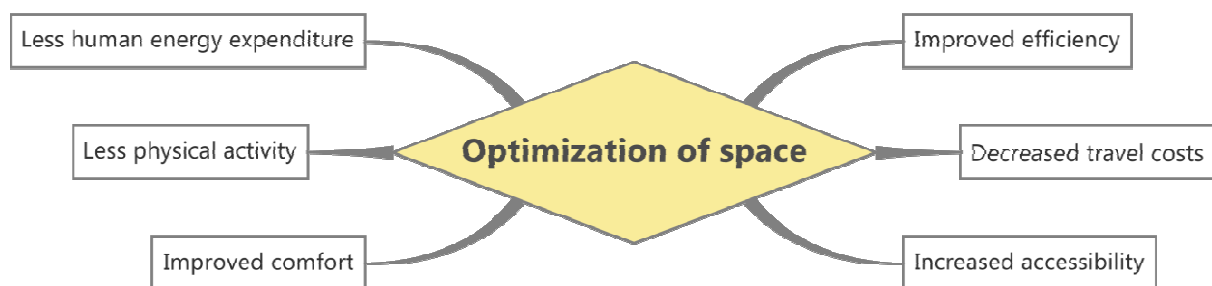 Less human energy expenditure
Improved efficiency
Less physical activity
Optimization of space
Decreased travel costs
Improved comfort
Increased accessibility